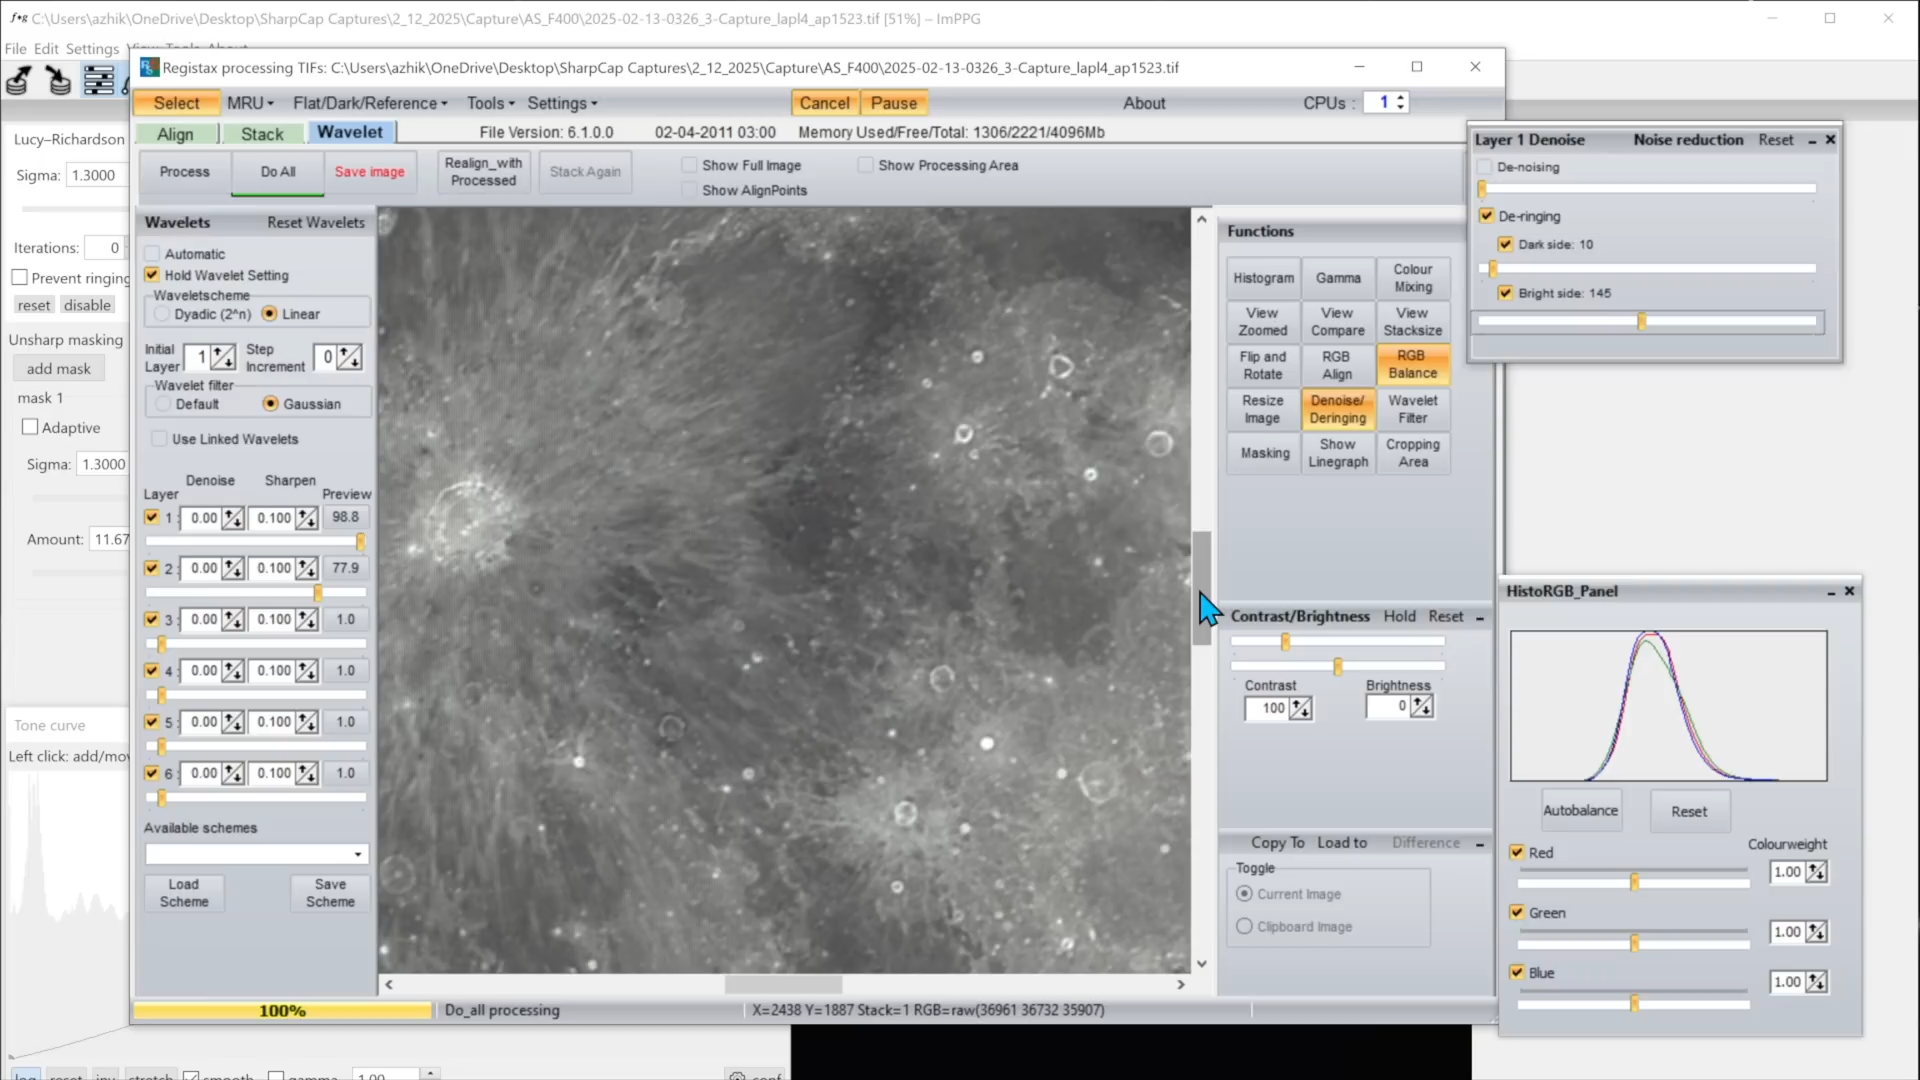 C:\Users\azhik\OneDrive\Desktop\SharpCap Captures\2_12_2025\Capture\AS_F400\2025-02-13-0326_3-Capture_lapl4_ap1523.tif [51%] – ImPPG
File Edit Settings View Tools About
Registax processing TIFs: C:\Users\azhik\OneDrive\Desktop\SharpCap Captures\2_12_2025\Capture\AS_F400\2025-02-13-0326_3-Capture_lapl4_ap1523.tif
Select MRU Flat/Dark/Reference Tools Settings Cancel Pause About CPUs : 1
Align Stack Wavelet File Version: 6.1.0.0 02-04-2011 03:00 Memory Used/Free/Total: 1306/2221/4096Mb
Process Do All Save image Realign_with Processed Stack Again
Show Full Image Show Processing Area
Show AlignPoints
Lucy–Richardson
Sigma: 1.3000
Iterations: 0
Prevent ringing
reset disable
Unsharp masking
add mask
mask 1
Adaptive
Sigma: 1.3000
Amount: 11.67
Tone curve
Left click: add/mov
log reset inv stretch smooth gamma 1.00 conf
Wavelets Reset Wavelets
Automatic
Hold Wavelet Setting
Waveletscheme
Dyadic (2^n) Linear
Initial Layer 1 Step Increment 0
Wavelet filter
Default Gaussian
Use Linked Wavelets
Denoise Sharpen
Layer Preview
1 : 0.00 0.100 98.8
2 : 0.00 0.100 77.9
3 : 0.00 0.100 1.0
4 : 0.00 0.100 1.0
5 : 0.00 0.100 1.0
6 : 0.00 0.100 1.0
Available schemes
Load Scheme Save Scheme
100% Do_all processing X=2438 Y=1887 Stack=1 RGB=raw(36961 36732 35907)
Functions
Histogram Gamma Colour Mixing
View Zoomed View Compare View Stacksize
Flip and Rotate RGB Align RGB Balance
Resize Image Denoise/ Deringing Wavelet Filter
Masking Show Linegraph Cropping Area
Contrast/Brightness Hold Reset
Contrast Brightness
100 0
Copy To Load to Difference
Toggle
Current Image
Clipboard Image
Layer 1 Denoise Noise reduction Reset
De-noising
De-ringing
Dark side: 10
Bright side: 145
HistoRGB_Panel
Autobalance Reset
Colourweight
Red 1.00
Green 1.00
Blue 1.00